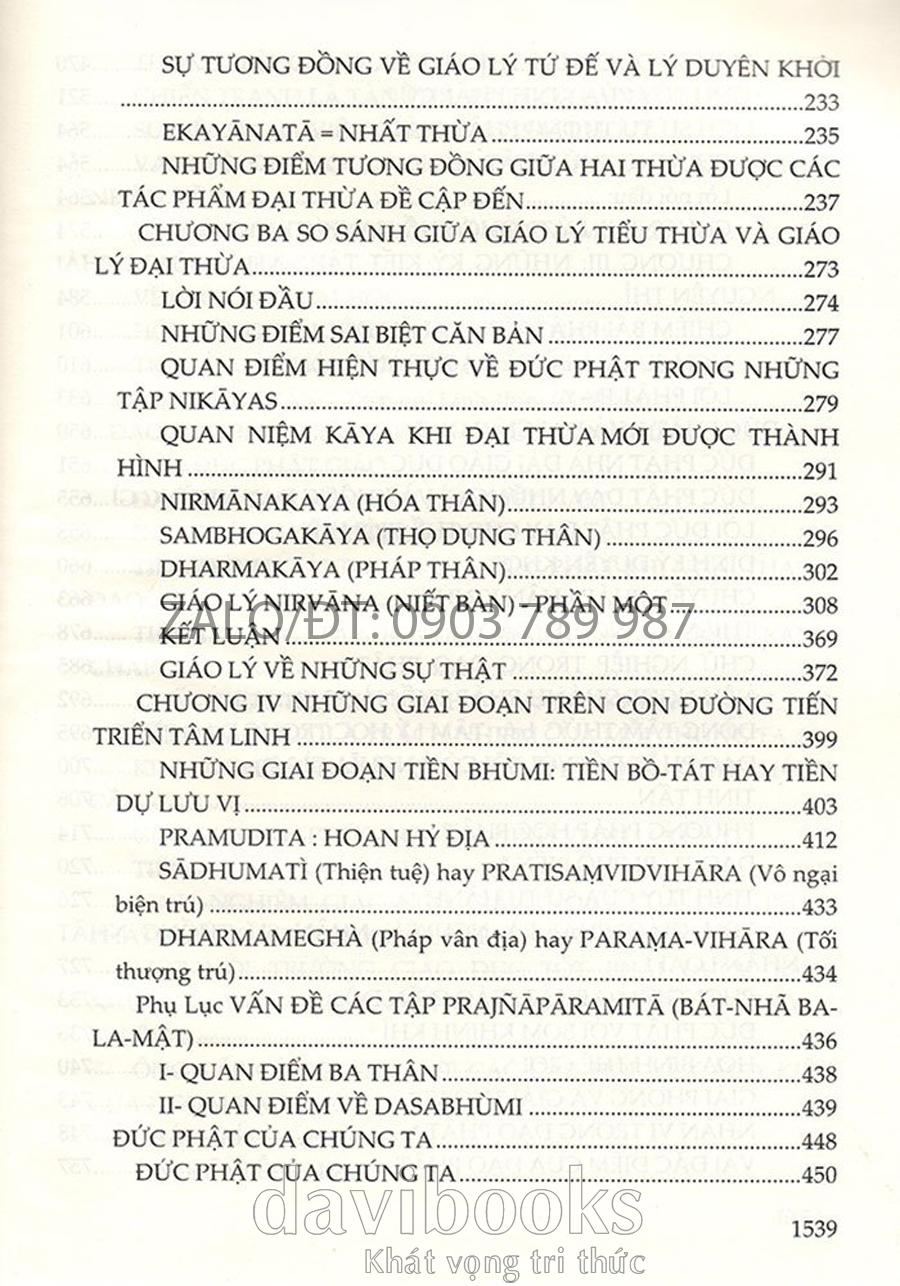 SỰ TƯƠNG ĐỒNG VỀ GIÁO LÝ TỨ ĐẾ VÀ LÝ DUYÊN KHỞI
....................................................................233
EKAYĀNATĀ = NHẤT THỪA...............................235
NHỮNG ĐIỂM TƯƠNG ĐỒNG GIỮA HAI THỪA ĐƯỢC CÁC
TÁC PHẨM ĐẠI THỪA ĐỀ CẬP ĐẾN............................237
CHƯƠNG BA SO SÁNH GIỮA GIÁO LÝ TIỂU THỪA VÀ GIÁO
LÝ ĐẠI THỪA....................................................273
LỜI NÓI ĐẦU................................................274
NHỮNG ĐIỂM SAI BIỆT CĂN BẢN.........................277
QUAN ĐIỂM HIỆN THỰC VỀ ĐỨC PHẬT TRONG NHỮNG
TẬP NIKĀYAS....................................................279
QUAN NIỆM KĀYA KHI ĐẠI THỪA MỚI ĐƯỢC THÀNH
HÌNH............................................................291
NIRMĀNAKAYA (HÓA THÂN)..............................293
SAMBHOGAKĀYA (THỌ DỤNG THÂN)....................296
DHARMAKĀYA (PHÁP THÂN)..............................302
GIÁO LÝ NIRVĀNA (NIẾT BÀN) - PHẦN MỘT.............308
ZALO/ĐT: 0903 789 987
KẾT LUẬN....................................................369
GIÁO LÝ VỀ NHỮNG SỰ THẬT............................372
CHƯƠNG IV NHỮNG GIAI ĐOẠN TRÊN CON ĐƯỜNG TIẾN
TRIỂN TÂM LINH................................................399
NHỮNG GIAI ĐOẠN TIỀN BHÙMI: TIỀN BỒ-TÁT HAY TIỀN
DỰ LƯU VỊ......................................................403
PRAMUDITA : HOAN HỶ ĐỊA...............................412
SĀDHUMATÌ (Thiện tuệ) hay PRATISAṂVIDVIHĀRA (Vô ngại
biện trú)........................................................433
DHARMAMEGHÀ (Pháp vân địa) hay PARAṂA-VIHĀRA (Tối
thượng trú).....................................................434
Phụ Lục VẤN ĐỀ CÁC TẬP PRAJÑĀPĀRAMITĀ (BÁT-NHÃ BA-
LA-MẬT)........................................................436
I- QUAN ĐIỂM BA THÂN......................................438
II- QUAN ĐIỂM VỀ DASABHÙMI..............................439
ĐỨC PHẬT CỦA CHÚNG TA......................................448
ĐỨC PHẬT CỦA CHÚNG TA....................................450
davibooks
1539
Khát vọng tri thức